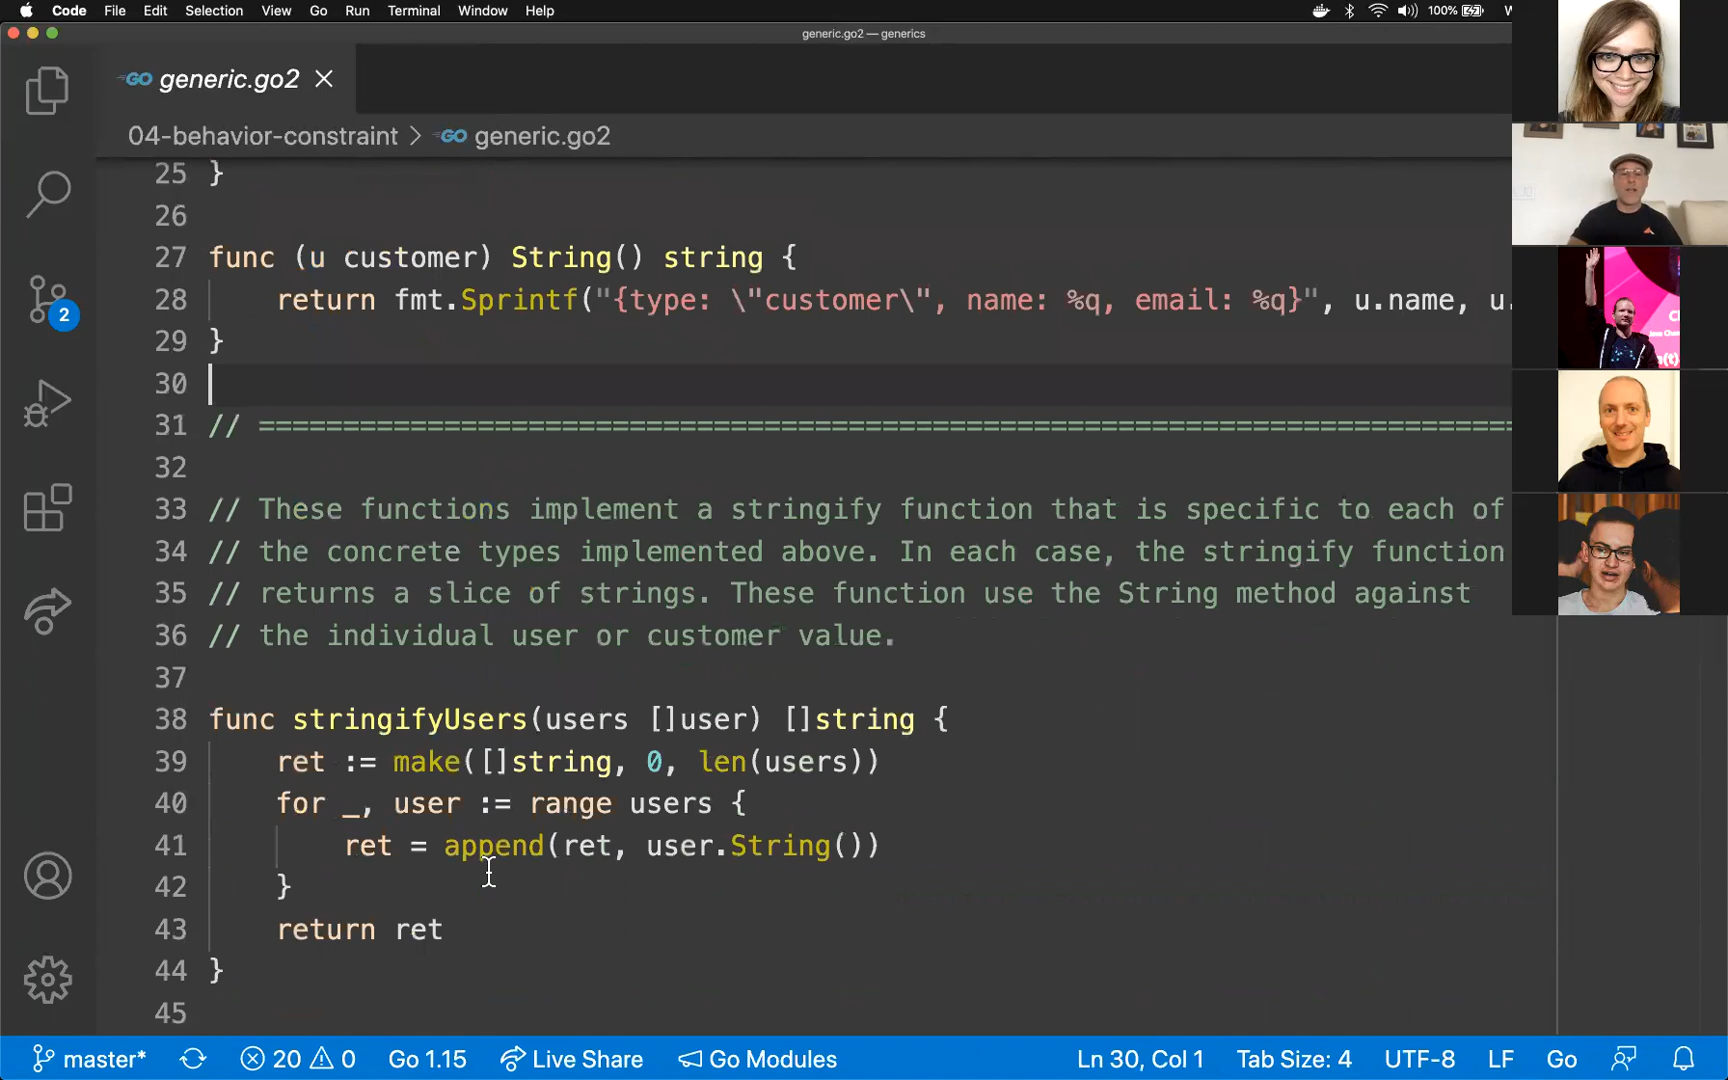 Code File Edit Selection View Go Run Terminal Window Help
100%
generic.go2 — generics
GO generic.go2
04-behavior-constraint > GO generic.go2
25 }
26
27 func (u customer) String() string {
28 return fmt.Sprintf("{type: \"customer\", name: %q, email: %q}", u.name, u.
29 }
30
31 // ==========================================================================
32
33 // These functions implement a stringify function that is specific to each of
34 // the concrete types implemented above. In each case, the stringify function
35 // returns a slice of strings. These function use the String method against
36 // the individual user or customer value.
37
38 func stringifyUsers(users []user) []string {
39 ret := make([]string, 0, len(users))
40 for _, user := range users {
41 ret = append(ret, user.String())
42 }
43 return ret
44 }
45
2
master* 20 0 Go 1.15 Live Share Go Modules Ln 30, Col 1 Tab Size: 4 UTF-8 LF Go